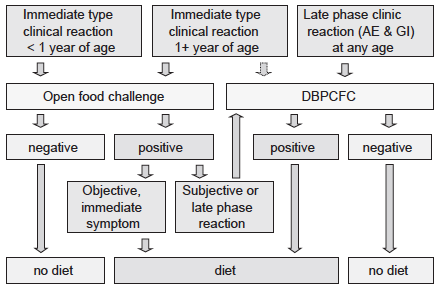 Immediate type
clinical reaction
< 1 year of age
Immediate type
clinical reaction
1+ year of age
Late phase clinic
reaction (AE & GI)
at any age
Open food challenge
DBPCFC
negative
positive
positive
negative
Objective,
immediate
symptom
Subjective or
late phase
reaction
no diet
diet
no diet